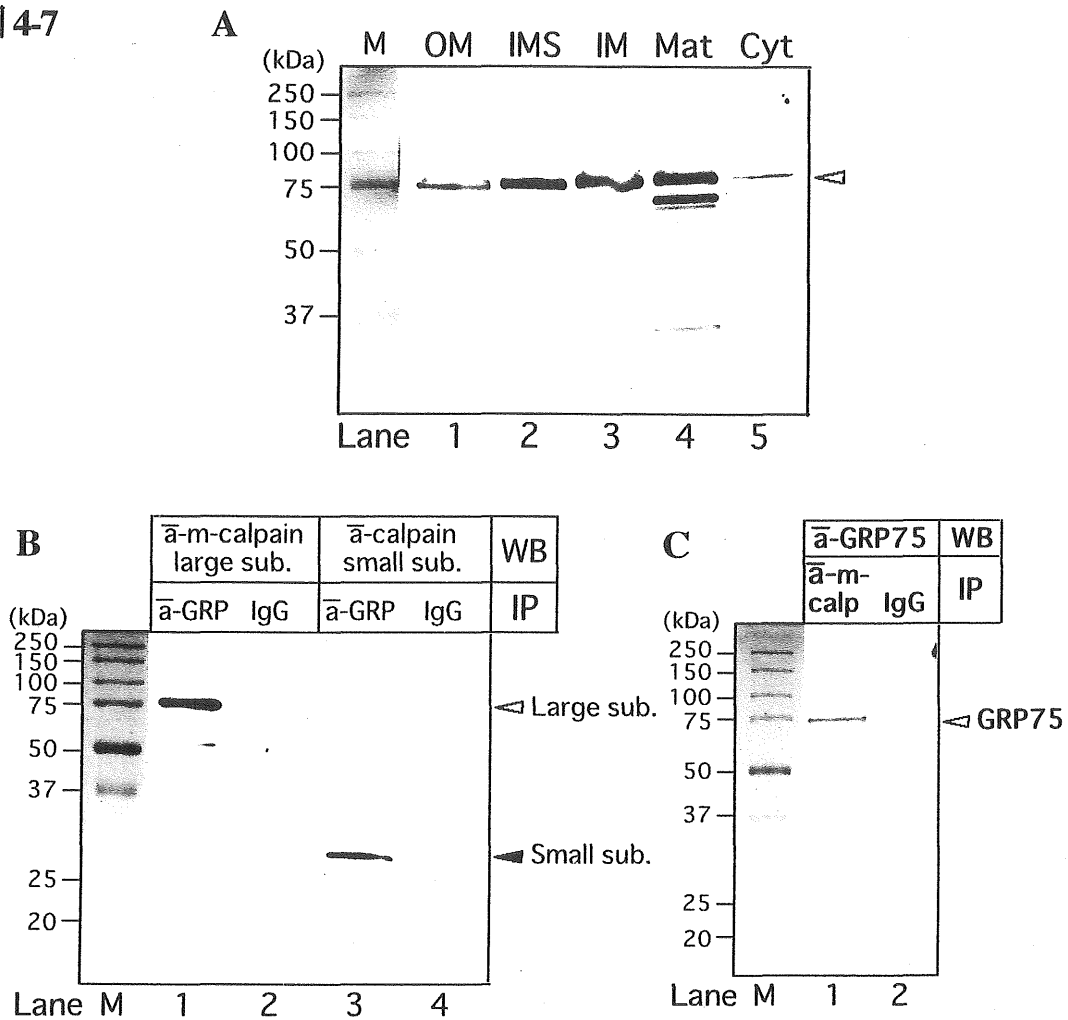 4-7
A
(kDa) M OM IMS IM Mat Cyt
250
150
100
75
50
37
Lane 1 2 3 4 5
B
a̅-m-calpain large sub. a̅-calpain small sub. WB
a̅-GRP IgG a̅-GRP IgG IP
(kDa)
250
150
100
75
50
37
25
20
Large sub.
Small sub.
Lane M 1 2 3 4
C
a̅-GRP75 WB
a̅-m-calp IgG IP
(kDa)
250
150
100
75
50
37
25
20
GRP75
Lane M 1 2